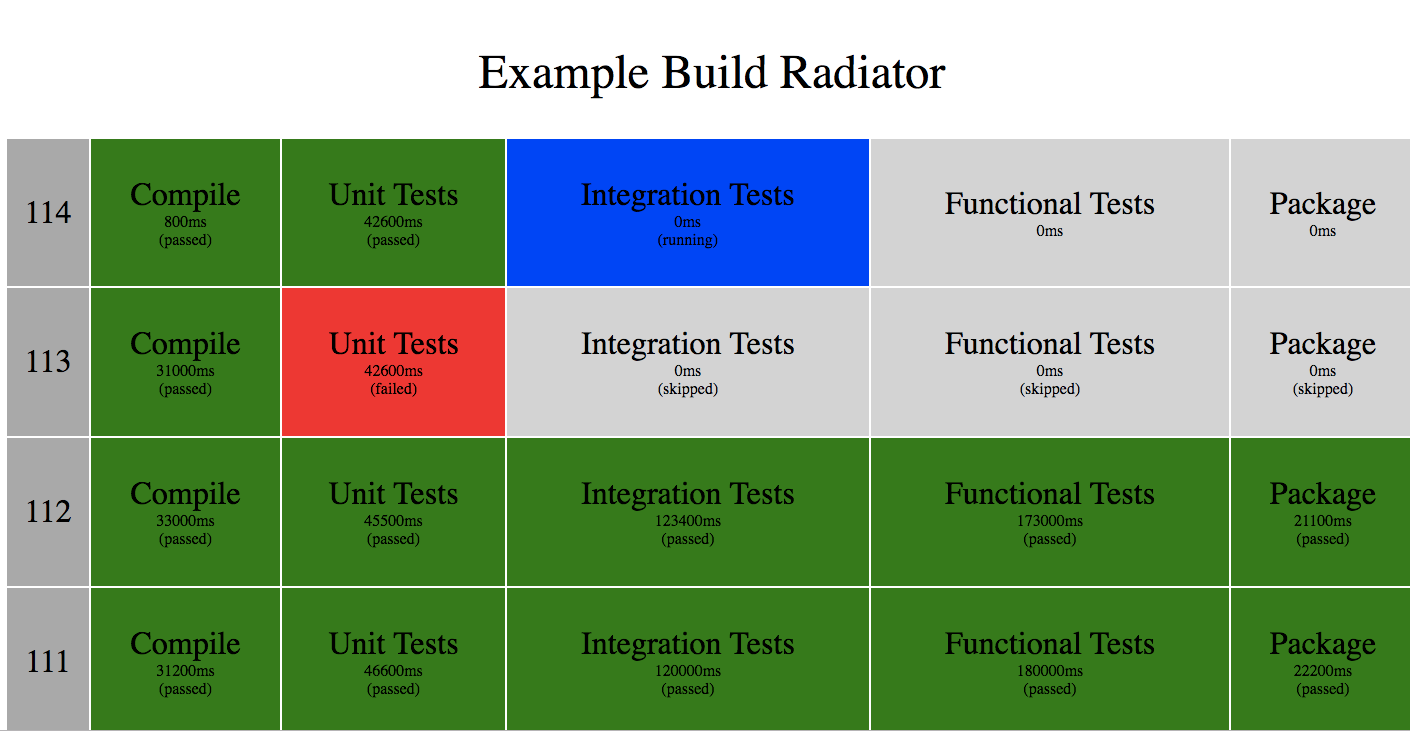 Example Build Radiator
114
Compile
800ms
(passed)
Unit Tests
42600ms
(passed)
Integration Tests
0ms
(running)
Functional Tests
0ms
Package
0ms
113
Compile
31000ms
(passed)
Unit Tests
42600ms
(failed)
Integration Tests
0ms
(skipped)
Functional Tests
0ms
(skipped)
Package
0ms
(skipped)
112
Compile
33000ms
(passed)
Unit Tests
45500ms
(passed)
Integration Tests
123400ms
(passed)
Functional Tests
173000ms
(passed)
Package
21100ms
(passed)
111
Compile
31200ms
(passed)
Unit Tests
46600ms
(passed)
Integration Tests
120000ms
(passed)
Functional Tests
180000ms
(passed)
Package
22200ms
(passed)